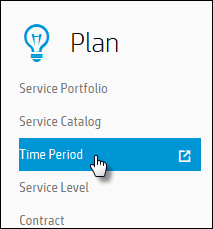 Plan
Service Portfolio
Service Catalog
Time Period
Service Level
Contract